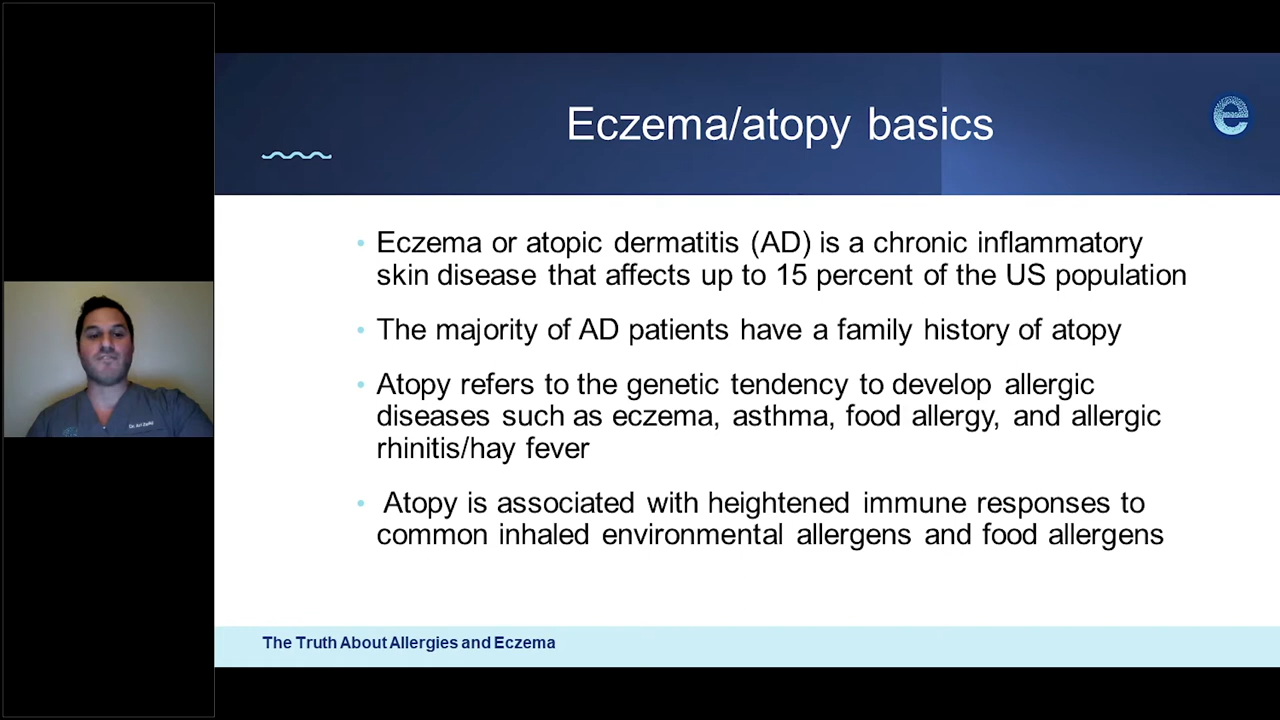 Eczema/atopy basics
e
• Eczema or atopic dermatitis (AD) is a chronic inflammatory
skin disease that affects up to 15 percent of the US population
• The majority of AD patients have a family history of atopy
• Atopy refers to the genetic tendency to develop allergic
diseases such as eczema, asthma, food allergy, and allergic
rhinitis/hay fever
• Atopy is associated with heightened immune responses to
common inhaled environmental allergens and food allergens
The Truth About Allergies and Eczema